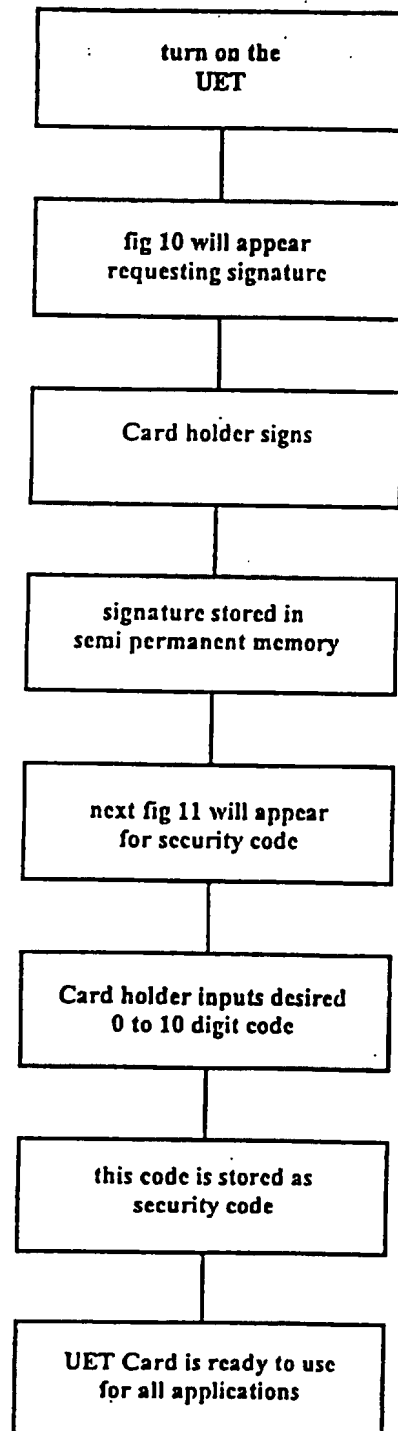 turn on the
UET
fig 10 will appear
requesting signature
Card holder signs
signature stored in
semi permanent memory
next fig 11 will appear
for security code
Card holder inputs desired
0 to 10 digit code
this code is stored as
security code
UET Card is ready to use
for all applications